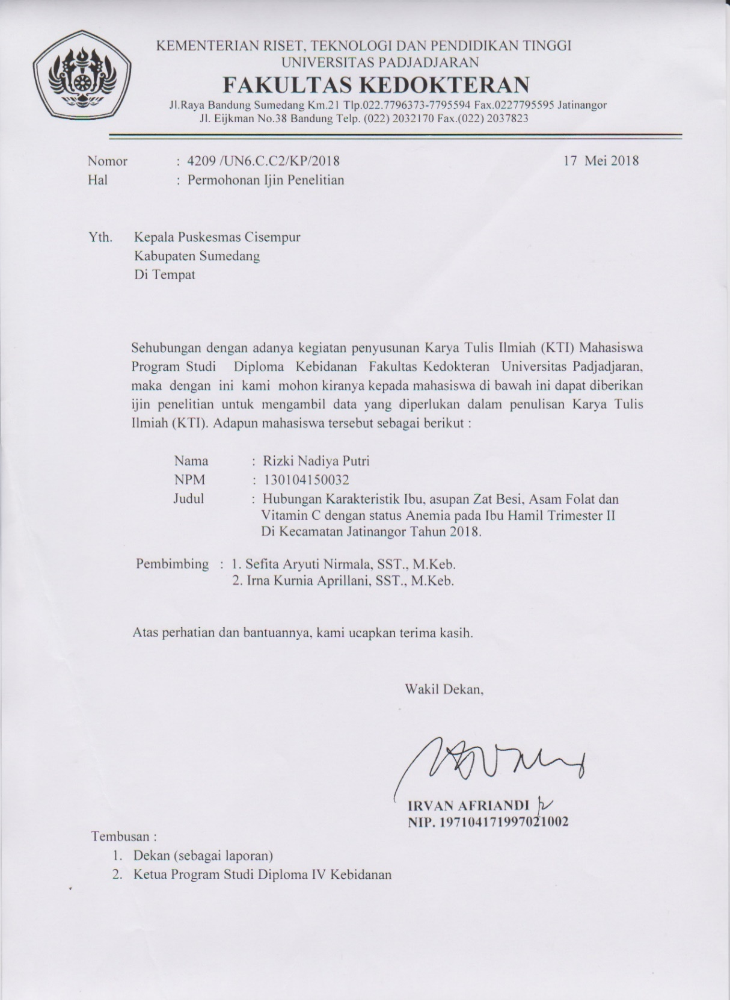 KEMENTERIAN RISET, TEKNOLOGI DAN PENDIDIKAN TINGGI
UNIVERSITAS PADJADJARAN
FAKULTAS KEDOKTERAN
Jl.Raya Bandung Sumedang Km.21 Tlp.022.7796373-7795594 Fax.0227795595 Jatinangor
Jl. Eijkman No.38 Bandung Telp. (022) 2032170 Fax.(022) 2037823
Nomor : 4209 /UN6.C.C2/KP/2018 17 Mei 2018
Hal : Permohonan Ijin Penelitian
Yth. Kepala Puskesmas Cisempur
Kabupaten Sumedang
Di Tempat
Sehubungan dengan adanya kegiatan penyusunan Karya Tulis Ilmiah (KTI) Mahasiswa
Program Studi Diploma Kebidanan Fakultas Kedokteran Universitas Padjadjaran,
maka dengan ini kami mohon kiranya kepada mahasiswa di bawah ini dapat diberikan
ijin penelitian untuk mengambil data yang diperlukan dalam penulisan Karya Tulis
Ilmiah (KTI). Adapun mahasiswa tersebut sebagai berikut :
Nama : Rizki Nadiya Putri
NPM : 130104150032
Judul : Hubungan Karakteristik Ibu, asupan Zat Besi, Asam Folat dan
Vitamin C dengan status Anemia pada Ibu Hamil Trimester II
Di Kecamatan Jatinangor Tahun 2018.
Pembimbing : 1. Sefita Aryuti Nirmala, SST., M.Keb.
2. Irna Kurnia Aprillani, SST., M.Keb.
Atas perhatian dan bantuannya, kami ucapkan terima kasih.
Wakil Dekan,
IRVAN AFRIANDI
NIP. 197104171997021002
Tembusan :
1. Dekan (sebagai laporan)
2. Ketua Program Studi Diploma IV Kebidanan